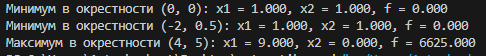 Минимум в окрестности (0, 0): x1 = 1.000, x2 = 1.000, f = 0.000
Минимум в окрестности (-2, 0.5): x1 = 1.000, x2 = 1.000, f = 0.000
Максимум в окрестности (4, 5): x1 = 9.000, x2 = 0.000, f = 6625.000